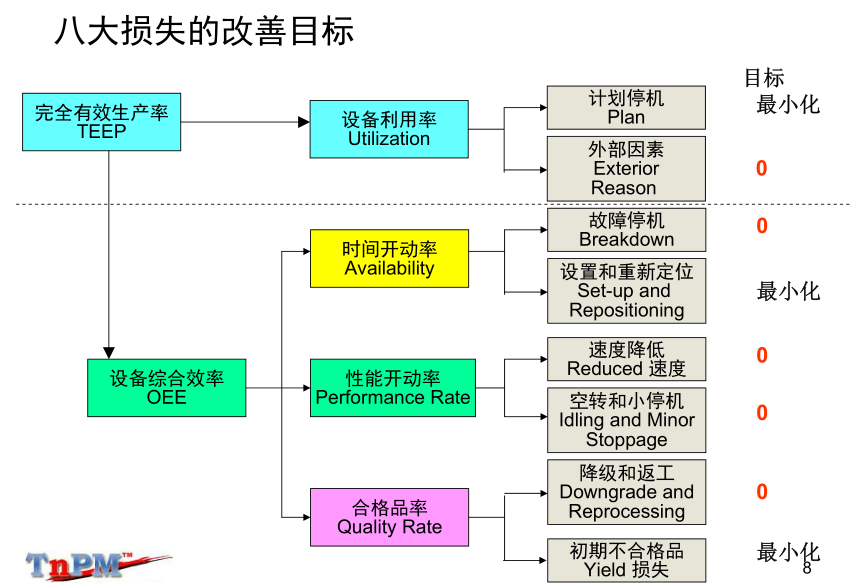 八大损失的改善目标
目标
完全有效生产率
TEEP
设备利用率
Utilization
计划停机
Plan
最小化
外部因素
Exterior
Reason
0
故障停机
Breakdown
0
时间开动率
Availability
设置和重新定位
Set-up and
Repositioning
最小化
设备综合效率
OEE
性能开动率
Performance Rate
速度降低
Reduced 速度
0
空转和小停机
Idling and Minor
Stoppage
0
合格品率
Quality Rate
降级和返工
Downgrade and
Reprocessing
0
初期不合格品
Yield 损失
最小化
TnPM™
8